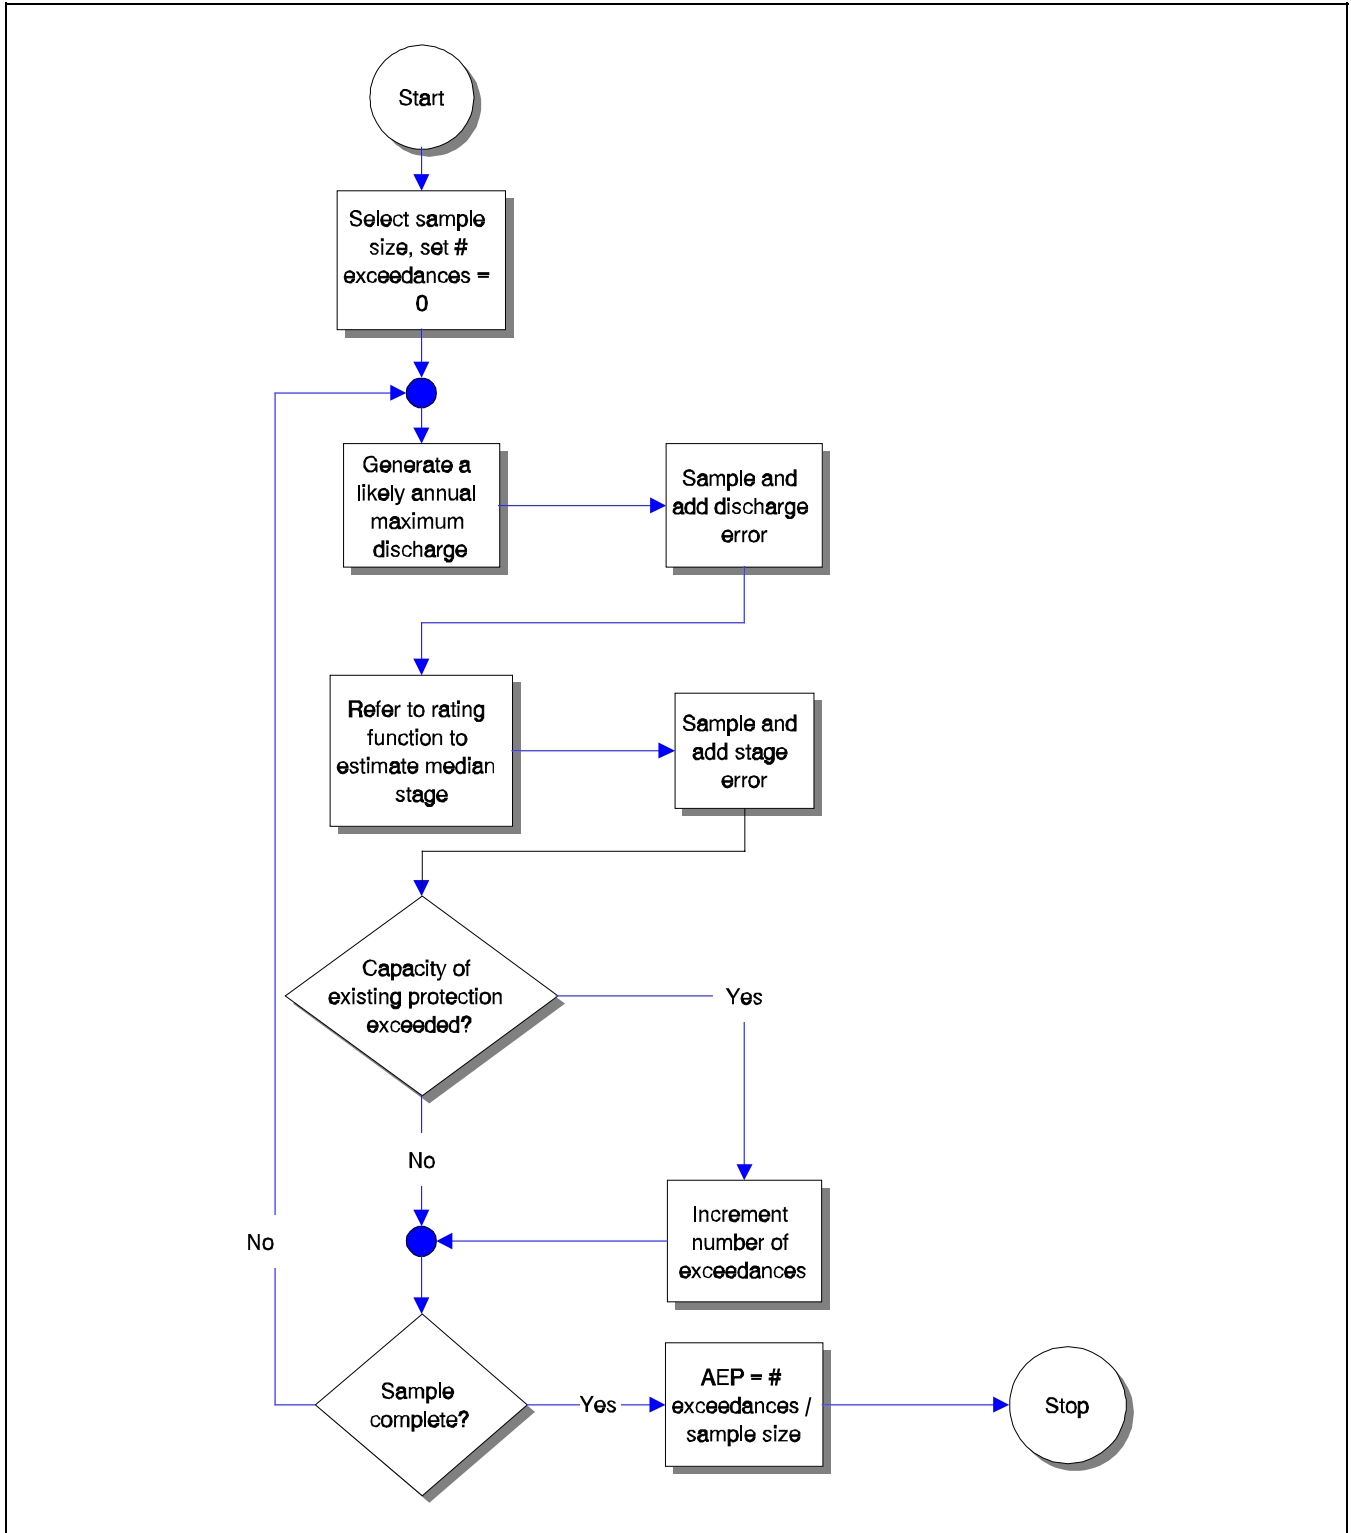 Start
Select sample
size, set #
exceedances =
0
Generate a
likely annual
maximum
discharge
Sample and
add discharge
error
Refer to rating
function to
estimate median
stage
Sample and
add stage
error
Capacity of
existing protection
exceeded?
Yes
No
Increment
number of
exceedances
No
Sample
complete?
Yes
AEP = #
exceedances /
sample size
Stop